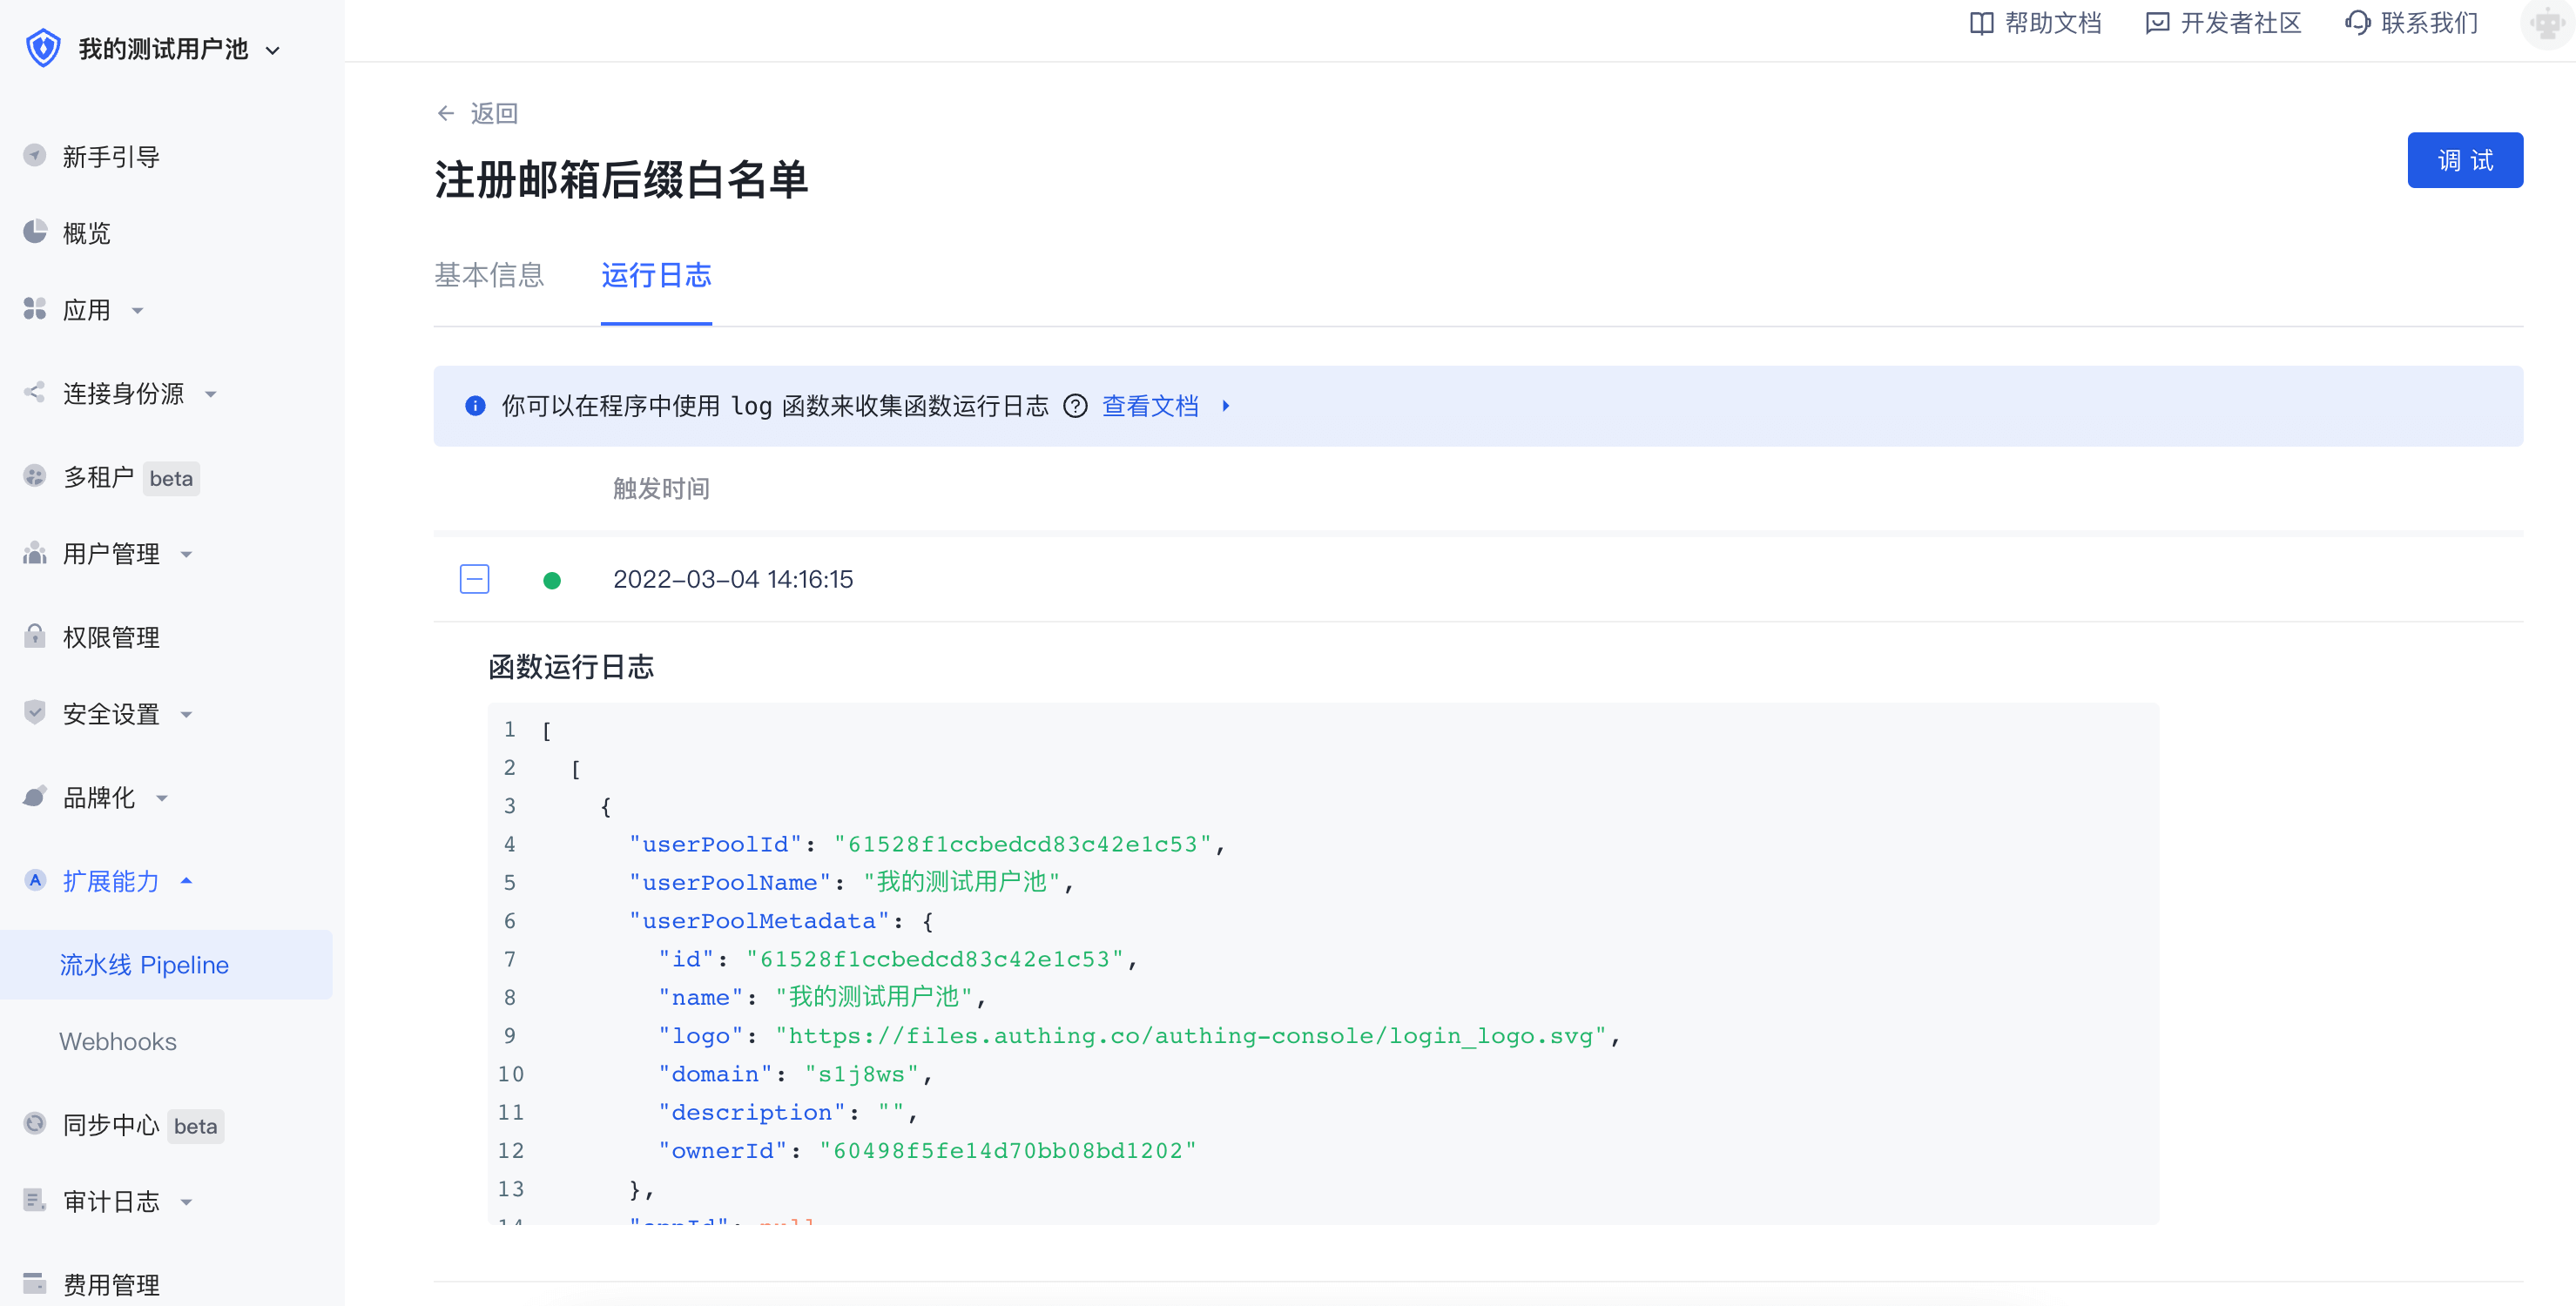 我的测试用户池
帮助文档 开发者社区 联系我们
新手引导
概览
应用
连接身份源
多租户 beta
用户管理
权限管理
安全设置
品牌化
扩展能力
流水线 Pipeline
Webhooks
同步中心 beta
审计日志
费用管理
返回
注册邮箱后缀白名单
调 试
基本信息 运行日志
你可以在程序中使用 log 函数来收集函数运行日志 查看文档
触发时间
2022-03-04 14:16:15
函数运行日志
1 [
2 [
3 {
4 "userPoolId": "61528f1ccbedcd83c42e1c53",
5 "userPoolName": "我的测试用户池",
6 "userPoolMetadata": {
7 "id": "61528f1ccbedcd83c42e1c53",
8 "name": "我的测试用户池",
9 "logo": "https://files.authing.co/authing-console/login_logo.svg",
10 "domain": "s1j8ws",
11 "description": "",
12 "ownerId": "60498f5fe14d70bb08bd1202"
13 },
14 "appId": null